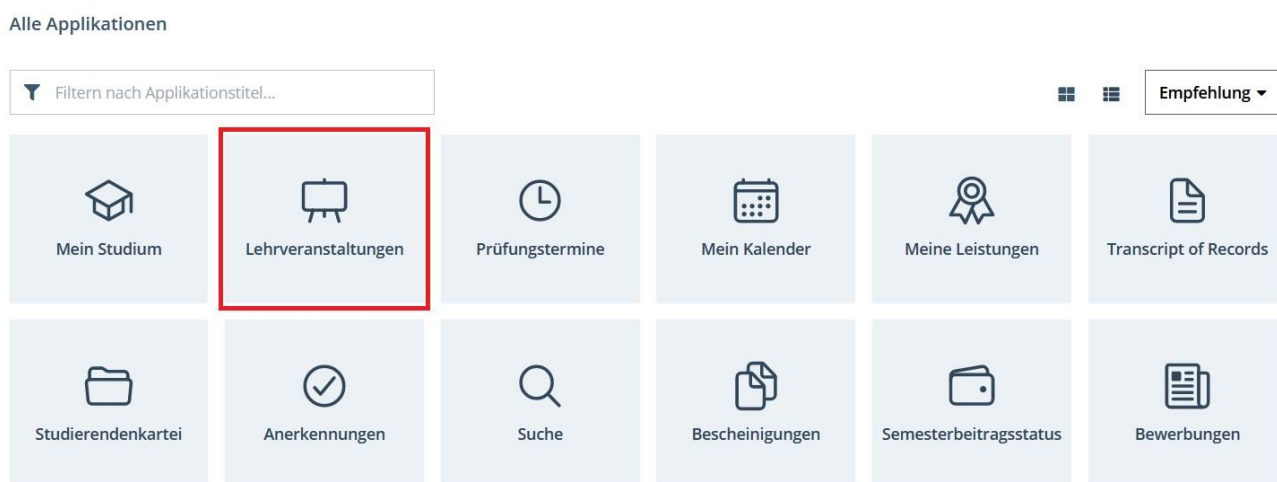 Alle Applikationen
Filtern nach Applikationstitel...
Empfehlung
Mein Studium
Lehrveranstaltungen
Prüfungstermine
Mein Kalender
Meine Leistungen
Transcript of Records
Studierendenkartei
Anerkennungen
Suche
Bescheinigungen
Semesterbeitragsstatus
Bewerbungen